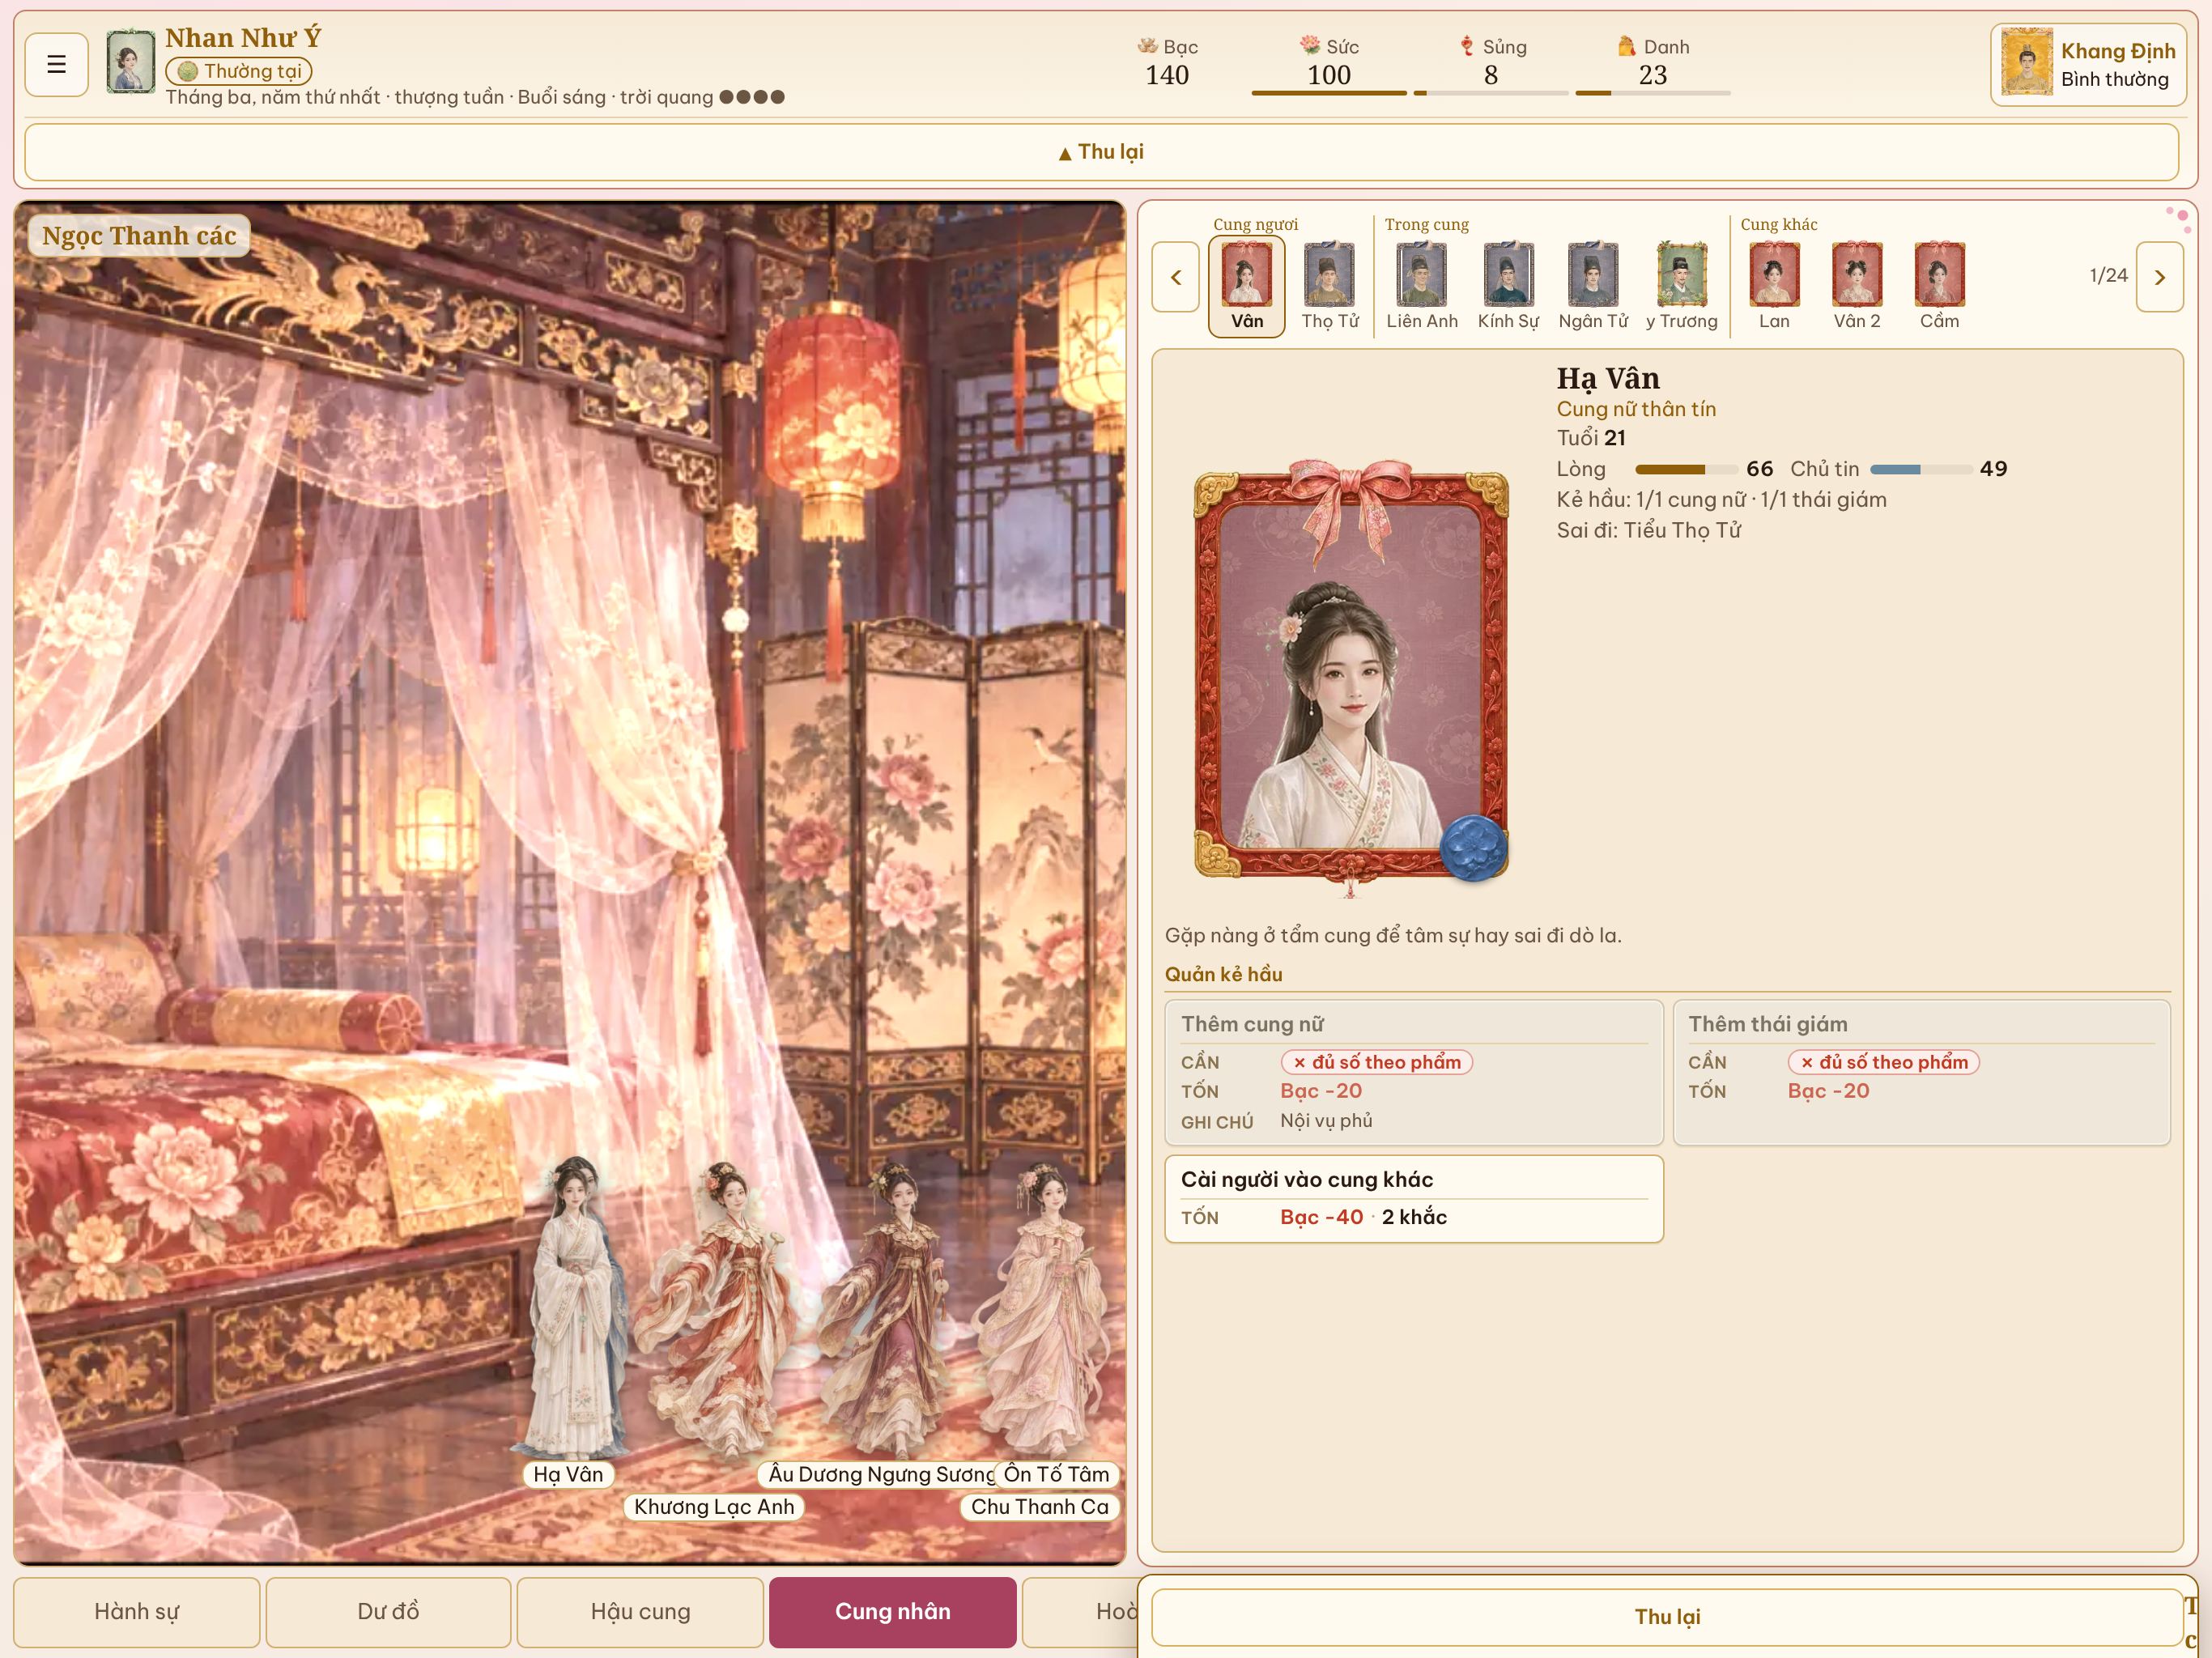 ☰
Nhan Như Ý
Thường tại
Tháng ba, năm thứ nhất · thượng tuần · Buổi sáng · trời quang ●●●●
Bạc
140
Sức
100
Sủng
8
Danh
23
Khang Định
Bình thường
▲ Thu lại
Ngọc Thanh các
Hạ Vân
Âu Dương Ngưng Sương
Ôn Tố Tâm
Khương Lạc Anh
Chu Thanh Ca
Cung ngươi
Trong cung
Cung khác
‹
Vân
Thọ Tử
Liên Anh
Kính Sự
Ngân Tử
y Trương
Lan
Vân 2
Cầm
1/24
›
Hạ Vân
Cung nữ thân tín
Tuổi 21
Lòng 66 Chủ tin 49
Kẻ hầu: 1/1 cung nữ · 1/1 thái giám
Sai đi: Tiểu Thọ Tử
Gặp nàng ở tẩm cung để tâm sự hay sai đi dò la.
Quản kẻ hầu
Thêm cung nữ
CẦN × đủ số theo phẩm
TỐN Bạc -20
GHI CHÚ Nội vụ phủ
Thêm thái giám
CẦN × đủ số theo phẩm
TỐN Bạc -20
Cài người vào cung khác
TỐN Bạc -40 · 2 khắc
Hành sự
Dư đồ
Hậu cung
Cung nhân
Hoà
Thu lại